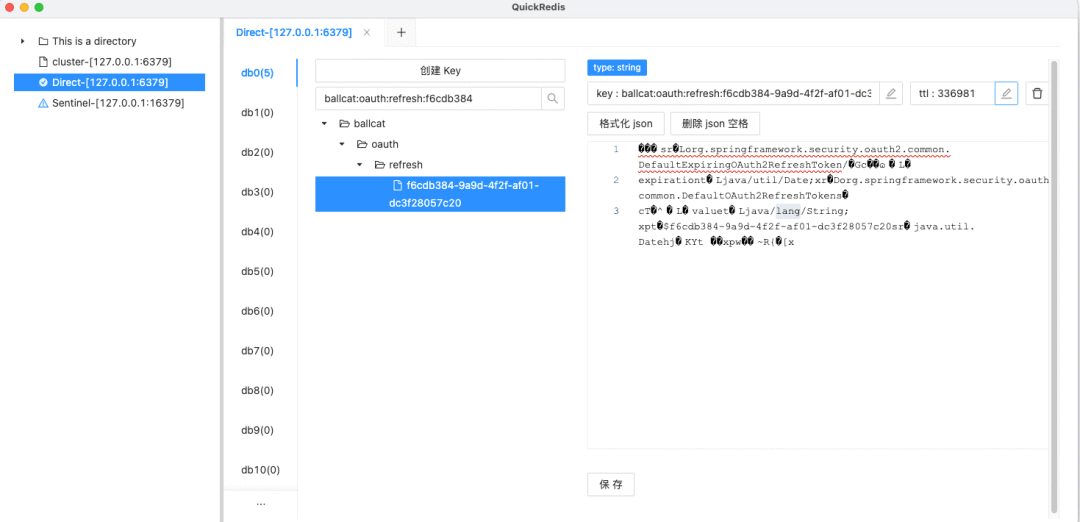 QuickRedis
This is a directory
cluster-[127.0.0.1:6379]
Direct-[127.0.0.1:6379]
Sentinel-[127.0.0.1:16379]
Direct-[127.0.0.1:6379] × +
db0(5)
db1(0)
db2(0)
db3(0)
db4(0)
db5(0)
db6(0)
db7(0)
db8(0)
db9(0)
db10(0)
...
创建 Key
ballcat:oauth:refresh:f6cdb384
ballcat
oauth
refresh
f6cdb384-9a9d-4f2f-af01-
dc3f28057c20
type: string
key : ballcat:oauth:refresh:f6cdb384-9a9d-4f2f-af01-dc3
ttl : 336981
格式化 json 删除 json 空格
1 ��� sr�Lorg.springframework.security.oauth2.common.
DefaultExpiringOAuth2RefreshToken/�Gc��ɷ�L�
2 expirationt�Ljava/util/Date;xr�Dorg.springframework.security.oauth
common.DefaultOAuth2RefreshTokens�
3 cT�^�L�valuet�Ljava/lang/String;
xpt�$f6cdb384-9a9d-4f2f-af01-dc3f28057c20sr�java.util.
Datehj�KYt ��xpw��~R{�[x
保 存